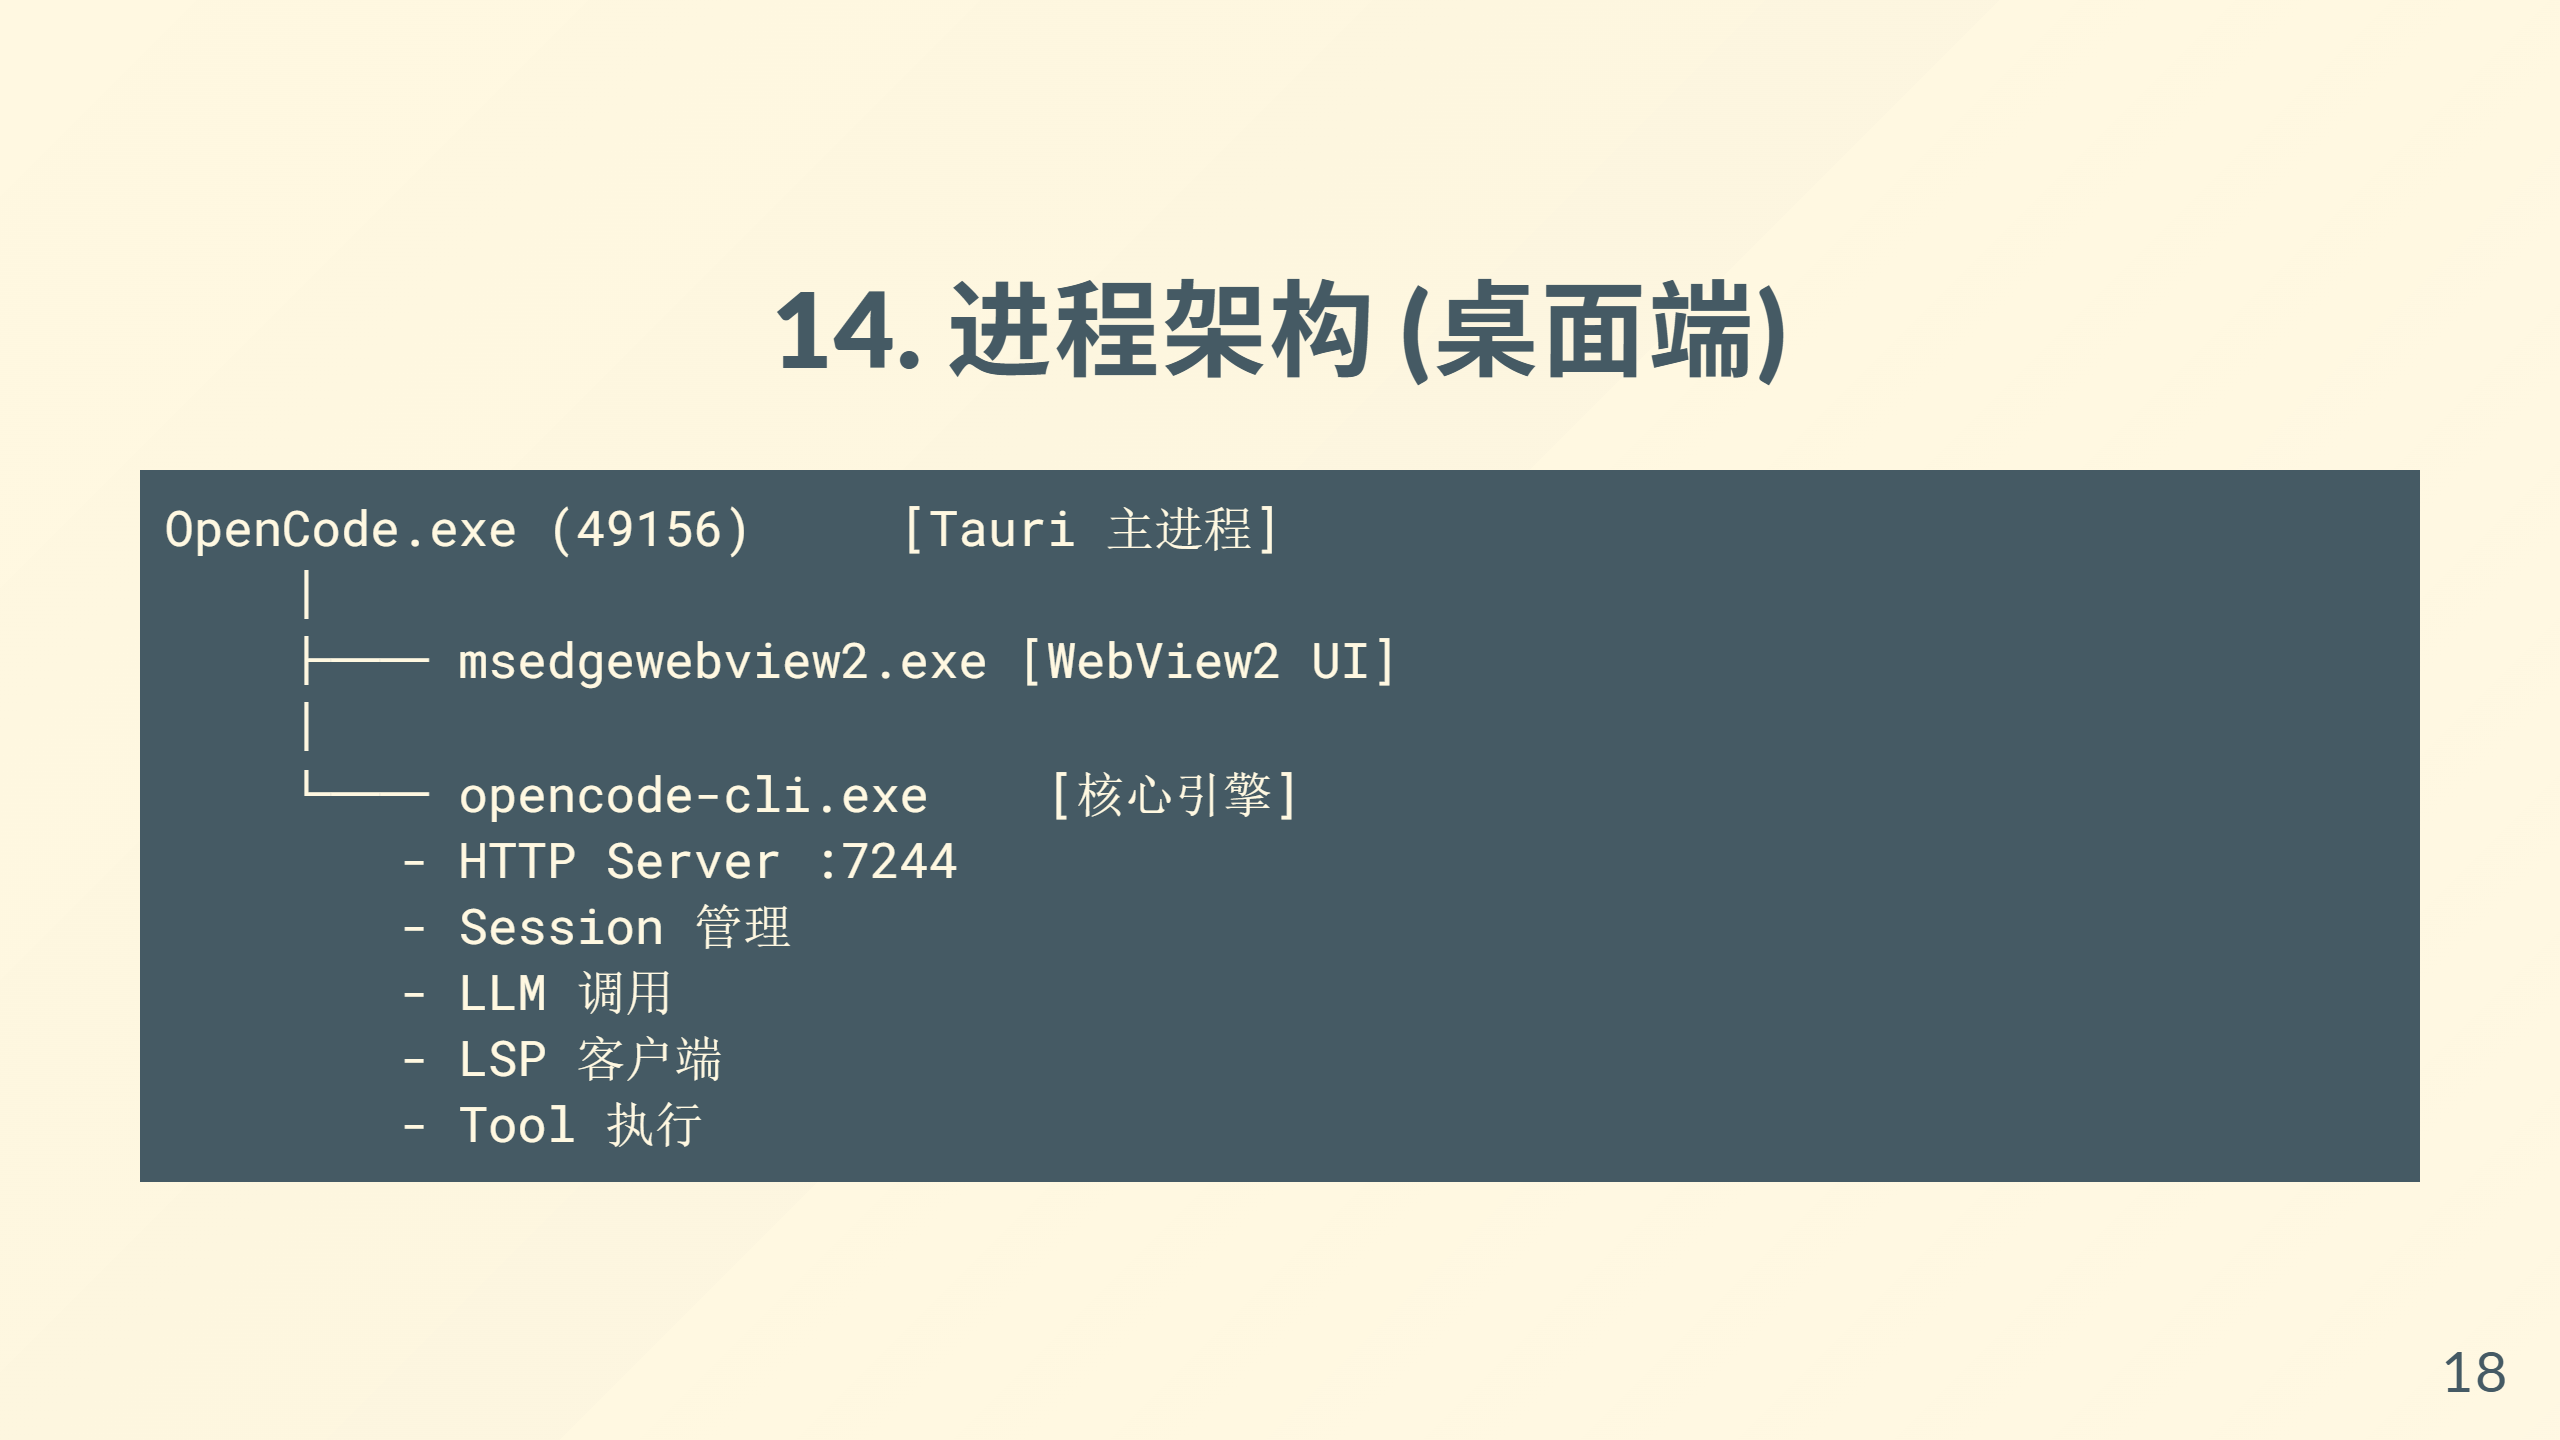 14. 进程架构 (桌面端)
OpenCode.exe (49156)     [Tauri 主进程]
     │
     ├──── msedgewebview2.exe [WebView2 UI]
     │
     └──── opencode-cli.exe    [核心引擎]
        - HTTP Server :7244
        - Session 管理
        - LLM 调用
        - LSP 客户端
        - Tool 执行
18